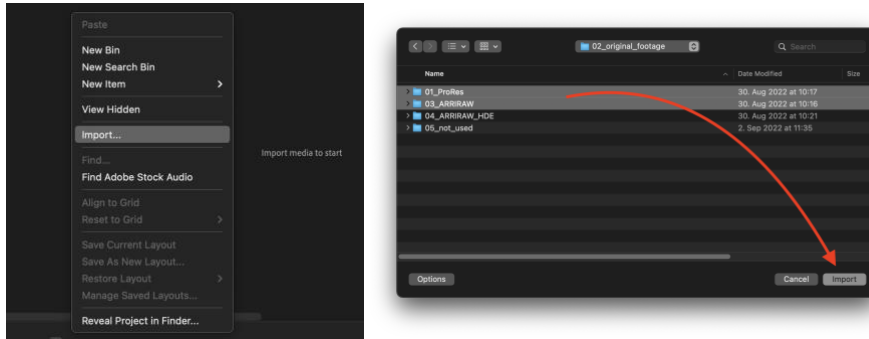 Paste
New Bin
New Search Bin
New Item
View Hidden
Import...
Find...
Find Adobe Stock Audio
Align to Grid
Reset to Grid
Save Current Layout
Save As New Layout...
Restore Layout
Manage Saved Layouts...
Reveal Project in Finder...
Import media to start
02_original_footage
Search
Name Date Modified Size
01_ProRes 30. Aug 2022 at 10:17
03_ARRIRAW 30. Aug 2022 at 10:16
04_ARRIRAW_HDE 30. Aug 2022 at 10:21
05_not_used 2. Sep 2022 at 11:35
Options Cancel Import